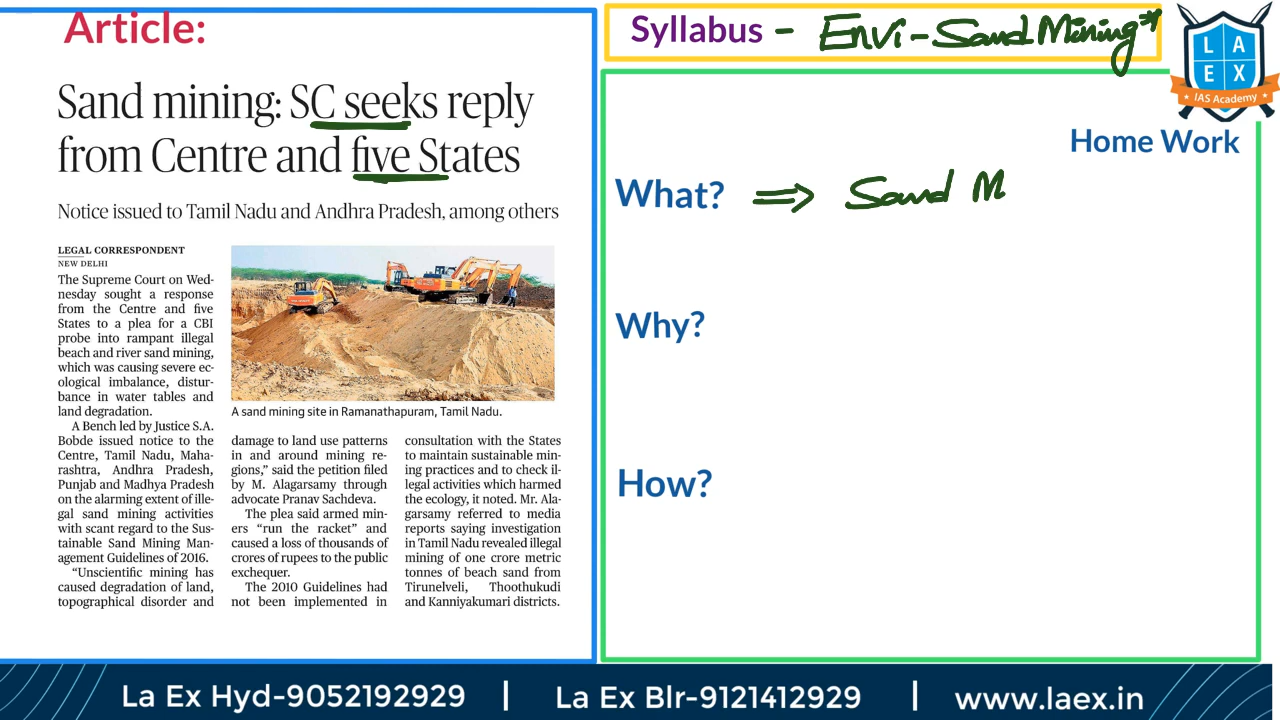 Article:
Sand mining: SC seeks reply
from Centre and five States
Notice issued to Tamil Nadu and Andhra Pradesh, among others
LEGAL CORRESPONDENT
NEW DELHI
The Supreme Court on Wed-
nesday sought a response
from the Centre and five
States to a plea for a CBI
probe into rampant illegal
beach and river sand mining,
which was causing severe ec-
ological imbalance, distur-
bance in water tables and
land degradation.
A Bench led by Justice S.A.
Bobde issued notice to the
Centre, Tamil Nadu, Maha-
rashtra, Andhra Pradesh,
Punjab and Madhya Pradesh
on the alarming extent of ille-
gal sand mining activities
with scant regard to the Sus-
tainable Sand Mining Man-
agement Guidelines of 2016.
"Unscientific mining has
caused degradation of land,
topographical disorder and
A sand mining site in Ramanathapuram, Tamil Nadu.
damage to land use patterns
in and around mining re-
gions," said the petition filed
by M. Alagarsamy through
advocate Pranav Sachdeva.
The plea said armed min-
ers "run the racket" and
caused a loss of thousands of
crores of rupees to the public
exchequer.
The 2010 Guidelines had
not been implemented in
consultation with the States
to maintain sustainable min-
ing practices and to check il-
legal activities which harmed
the ecology, it noted. Mr. Ala-
garsamy referred to media
reports saying investigation
in Tamil Nadu revealed illegal
mining of one crore metric
tonnes of beach sand from
Tirunelveli, Thoothukudi
and Kanniyakumari districts.
Syllabus - Envi-Sand Mining*
L A
E X
IAS Academy
Home Work
What? ⇒ Sand M
Why?
How?
La Ex Hyd-9052192929 | La Ex Blr-9121412929 | www.laex.in